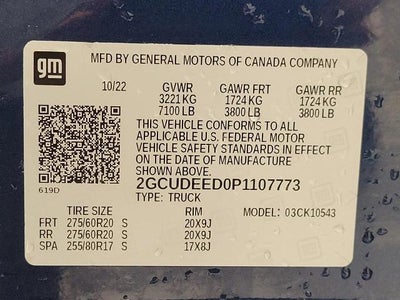 gm
MFD BY GENERAL MOTORS OF CANADA COMPANY
10/22 GVWR GAWR FRT GAWR RR
3221 KG 1724 KG 1724 KG
7100 LB 3800 LB 3800 LB
THIS VEHICLE CONFORMS TO ALL
APPLICABLE U.S. FEDERAL MOTOR
VEHICLE SAFETY STANDARDS IN EFFECT
ON THE DATE OF MANUFACTURE
SHOWN ABOVE.
619D
2GCUDEED0P1107773
TYPE: TRUCK
TIRE SIZE RIM MODEL: 03CK10543
FRT 275/60R20 S 20X9J
RR 275/60R20 S 20X9J
SPA 255/80R17 S 17X8J